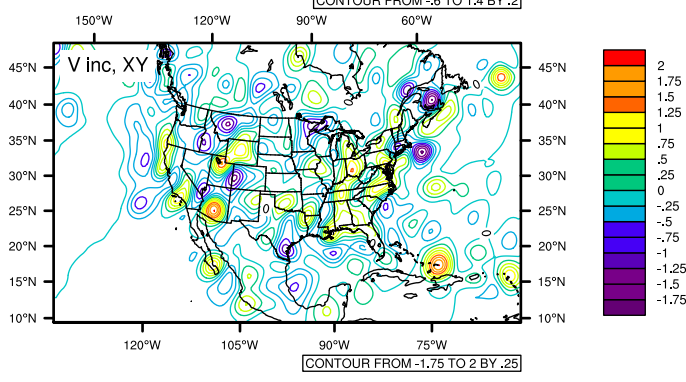 CONTOUR FROM -.6 TO 1.4 BY .2
150°W 120°W 90°W 60°W
V inc, XY
45°N 45°N
40°N 40°N
35°N 35°N
30°N 30°N
25°N 25°N
20°N 20°N
15°N 15°N
10°N 10°N
120°W 105°W 90°W 75°W
CONTOUR FROM -1.75 TO 2 BY .25
2
1.75
1.5
1.25
1
.75
.5
.25
0
-.25
-.5
-.75
-1
-1.25
-1.5
-1.75